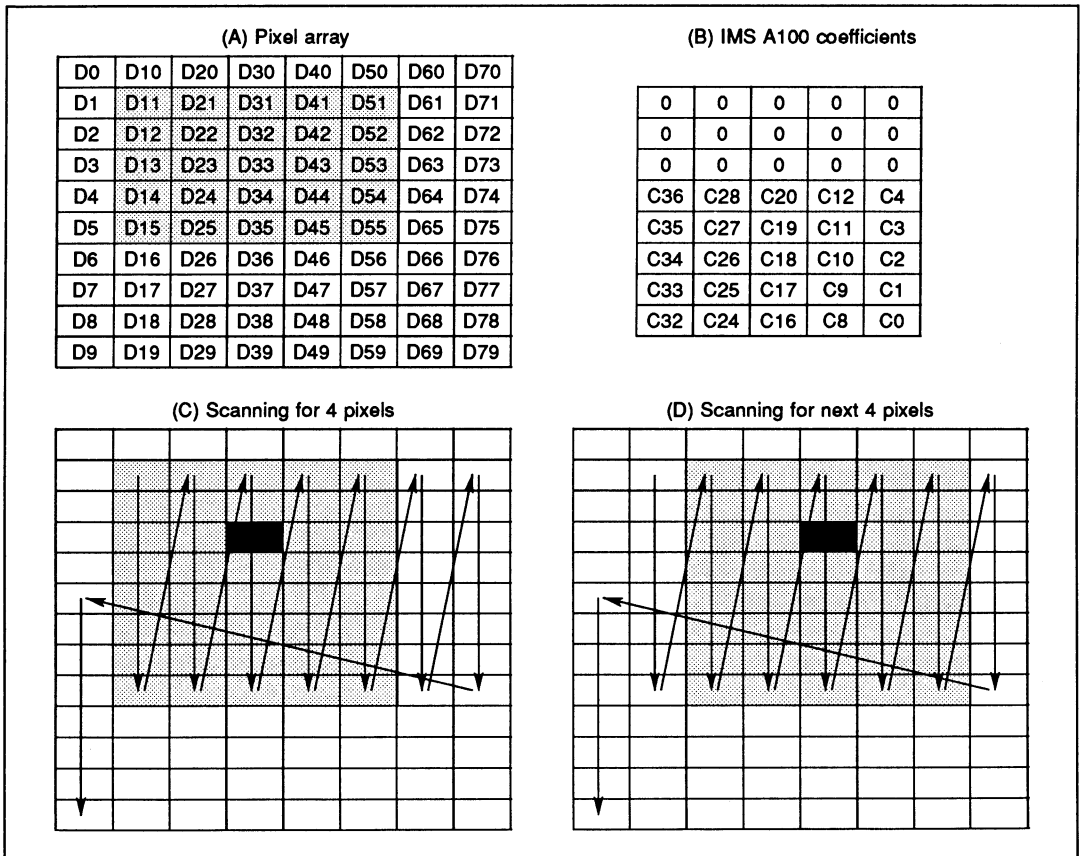 (A) Pixel array
D0 D10 D20 D30 D40 D50 D60 D70
D1 D11 D21 D31 D41 D51 D61 D71
D2 D12 D22 D32 D42 D52 D62 D72
D3 D13 D23 D33 D43 D53 D63 D73
D4 D14 D24 D34 D44 D54 D64 D74
D5 D15 D25 D35 D45 D55 D65 D75
D6 D16 D26 D36 D46 D56 D66 D76
D7 D17 D27 D37 D47 D57 D67 D77
D8 D18 D28 D38 D48 D58 D68 D78
D9 D19 D29 D39 D49 D59 D69 D79
(B) IMS A100 coefficients
0 0 0 0 0
0 0 0 0 0
0 0 0 0 0
C36 C28 C20 C12 C4
C35 C27 C19 C11 C3
C34 C26 C18 C10 C2
C33 C25 C17 C9 C1
C32 C24 C16 C8 C0
(C) Scanning for 4 pixels
(D) Scanning for next 4 pixels